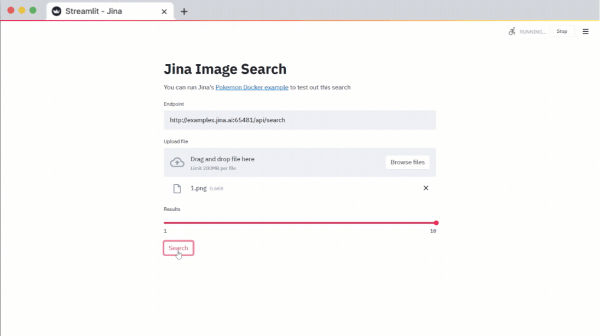 Streamlit - Jina
RUNNING...
Stop
Jina Image Search
You can run Jina's Pokemon Docker example to test out this search
Endpoint
http://examples.jina.ai:65481/api/search
Upload file
Drag and drop file here
Limit 200MB per file
Browse files
1.png
Results
1
10
Search